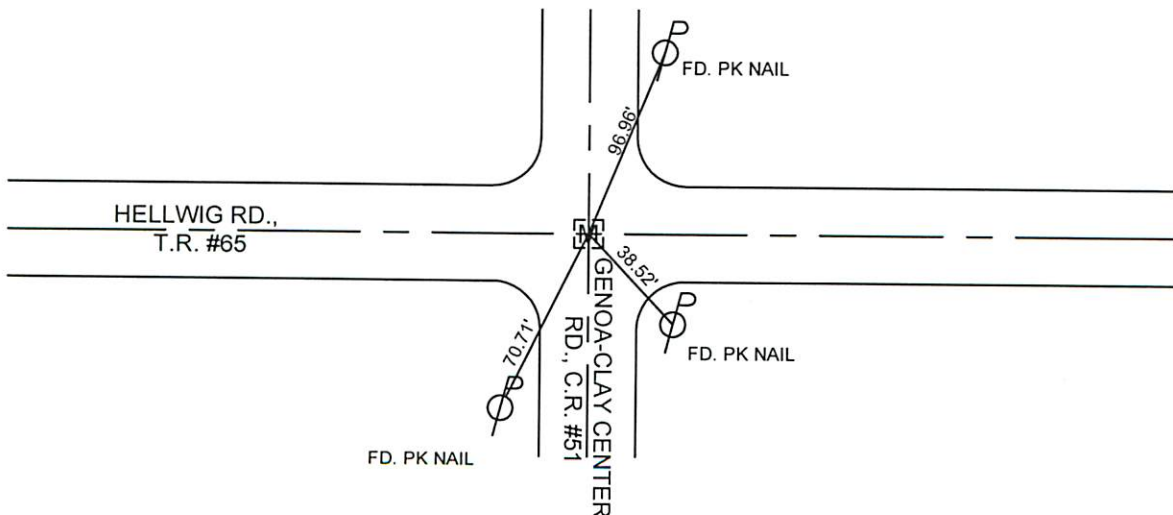 P
FD. PK NAIL
96.96'
HELLWIG RD.,
T.R. #65
M
38.52'
GENOA-CLAY CENTER
RD., C.R. #51
P
FD. PK NAIL
70.71'
P
FD. PK NAIL